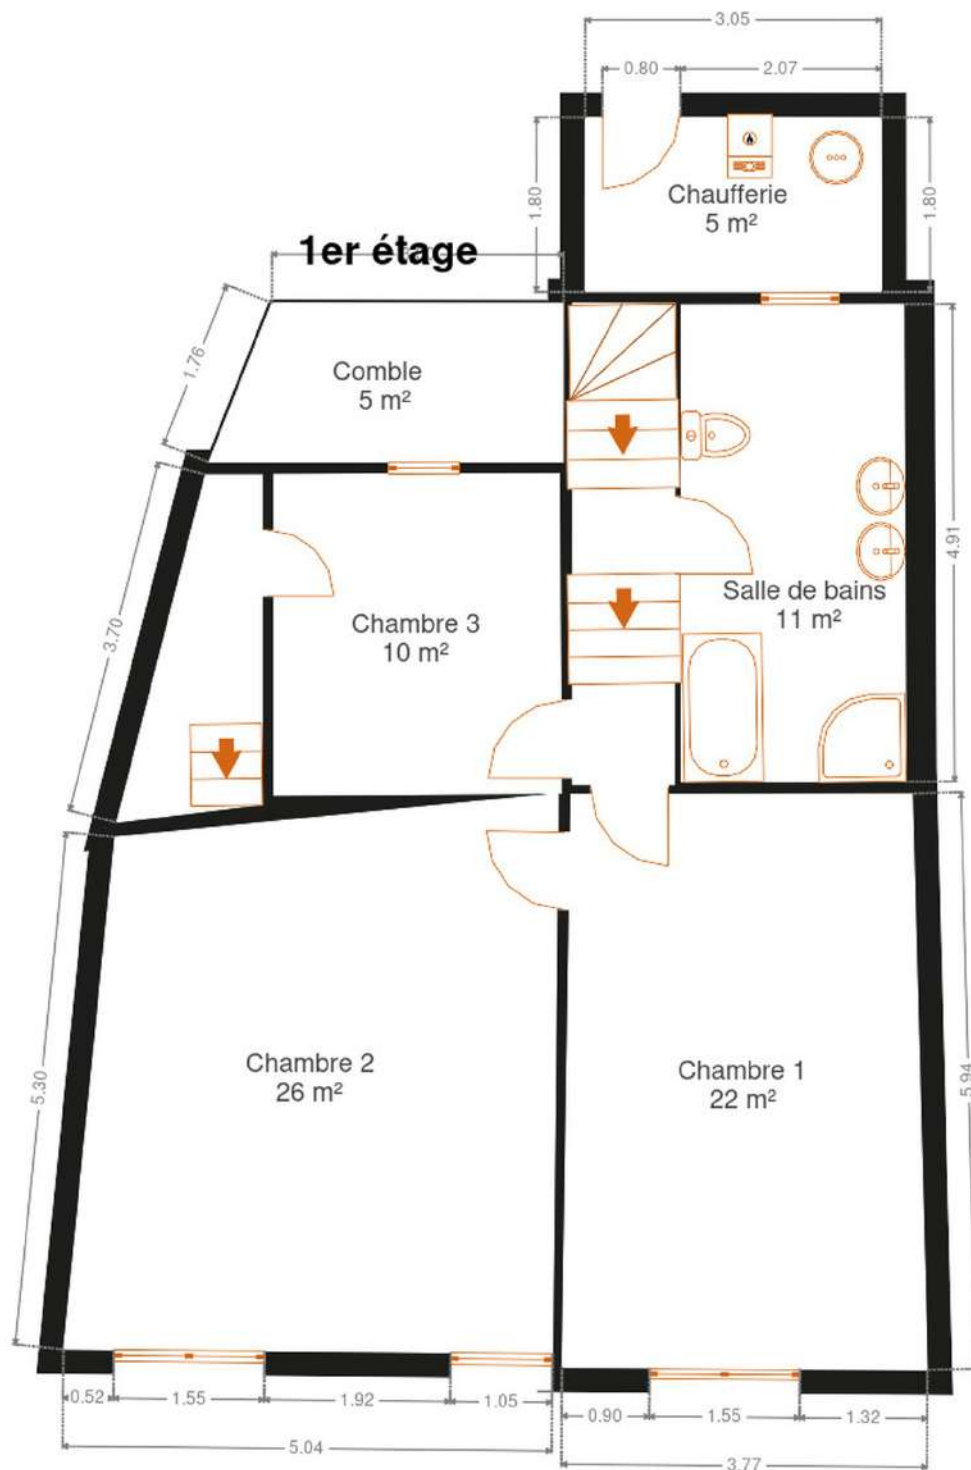 3.05
0.80
2.07
1.80
Chaufferie
5 m²
1.80
1er étage
1.76
Comble
5 m²
3.70
Chambre 3
10 m²
4.91
Salle de bains
11 m²
5.30
Chambre 2
26 m²
Chambre 1
22 m²
5.94
0.52
1.55
1.92
1.05
0.90
1.55
1.32
5.04
3.77